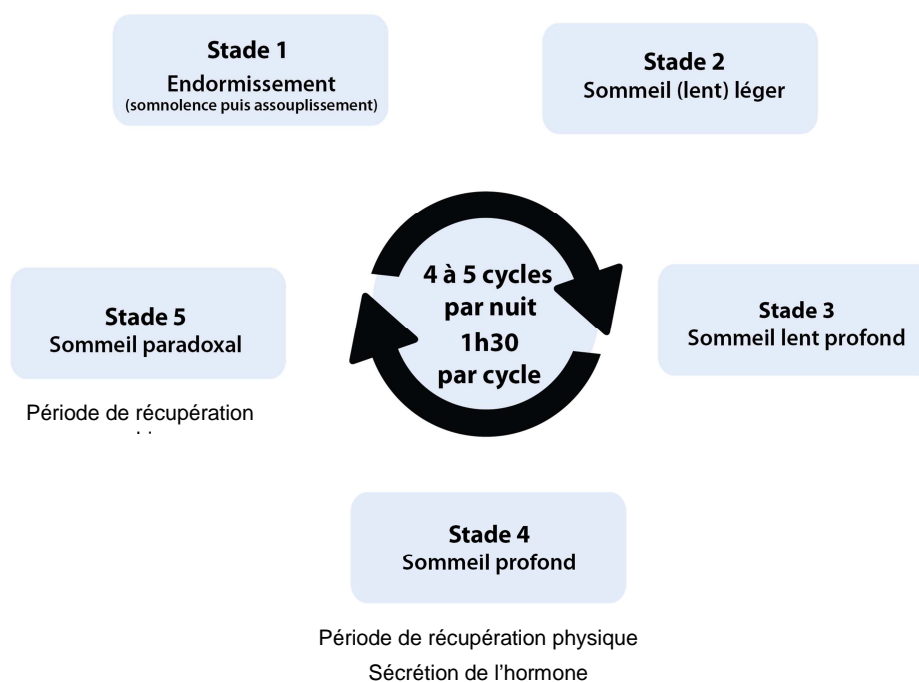 Stade 1
Endormissement
(somnolence puis assouplissement)
Stade 2
Sommeil (lent) léger
4 à 5 cycles
par nuit
1h30
par cycle
Stade 3
Sommeil lent profond
Stade 4
Sommeil profond
Période de récupération physique
Sécrétion de l'hormone
Stade 5
Sommeil paradoxal
Période de récupération